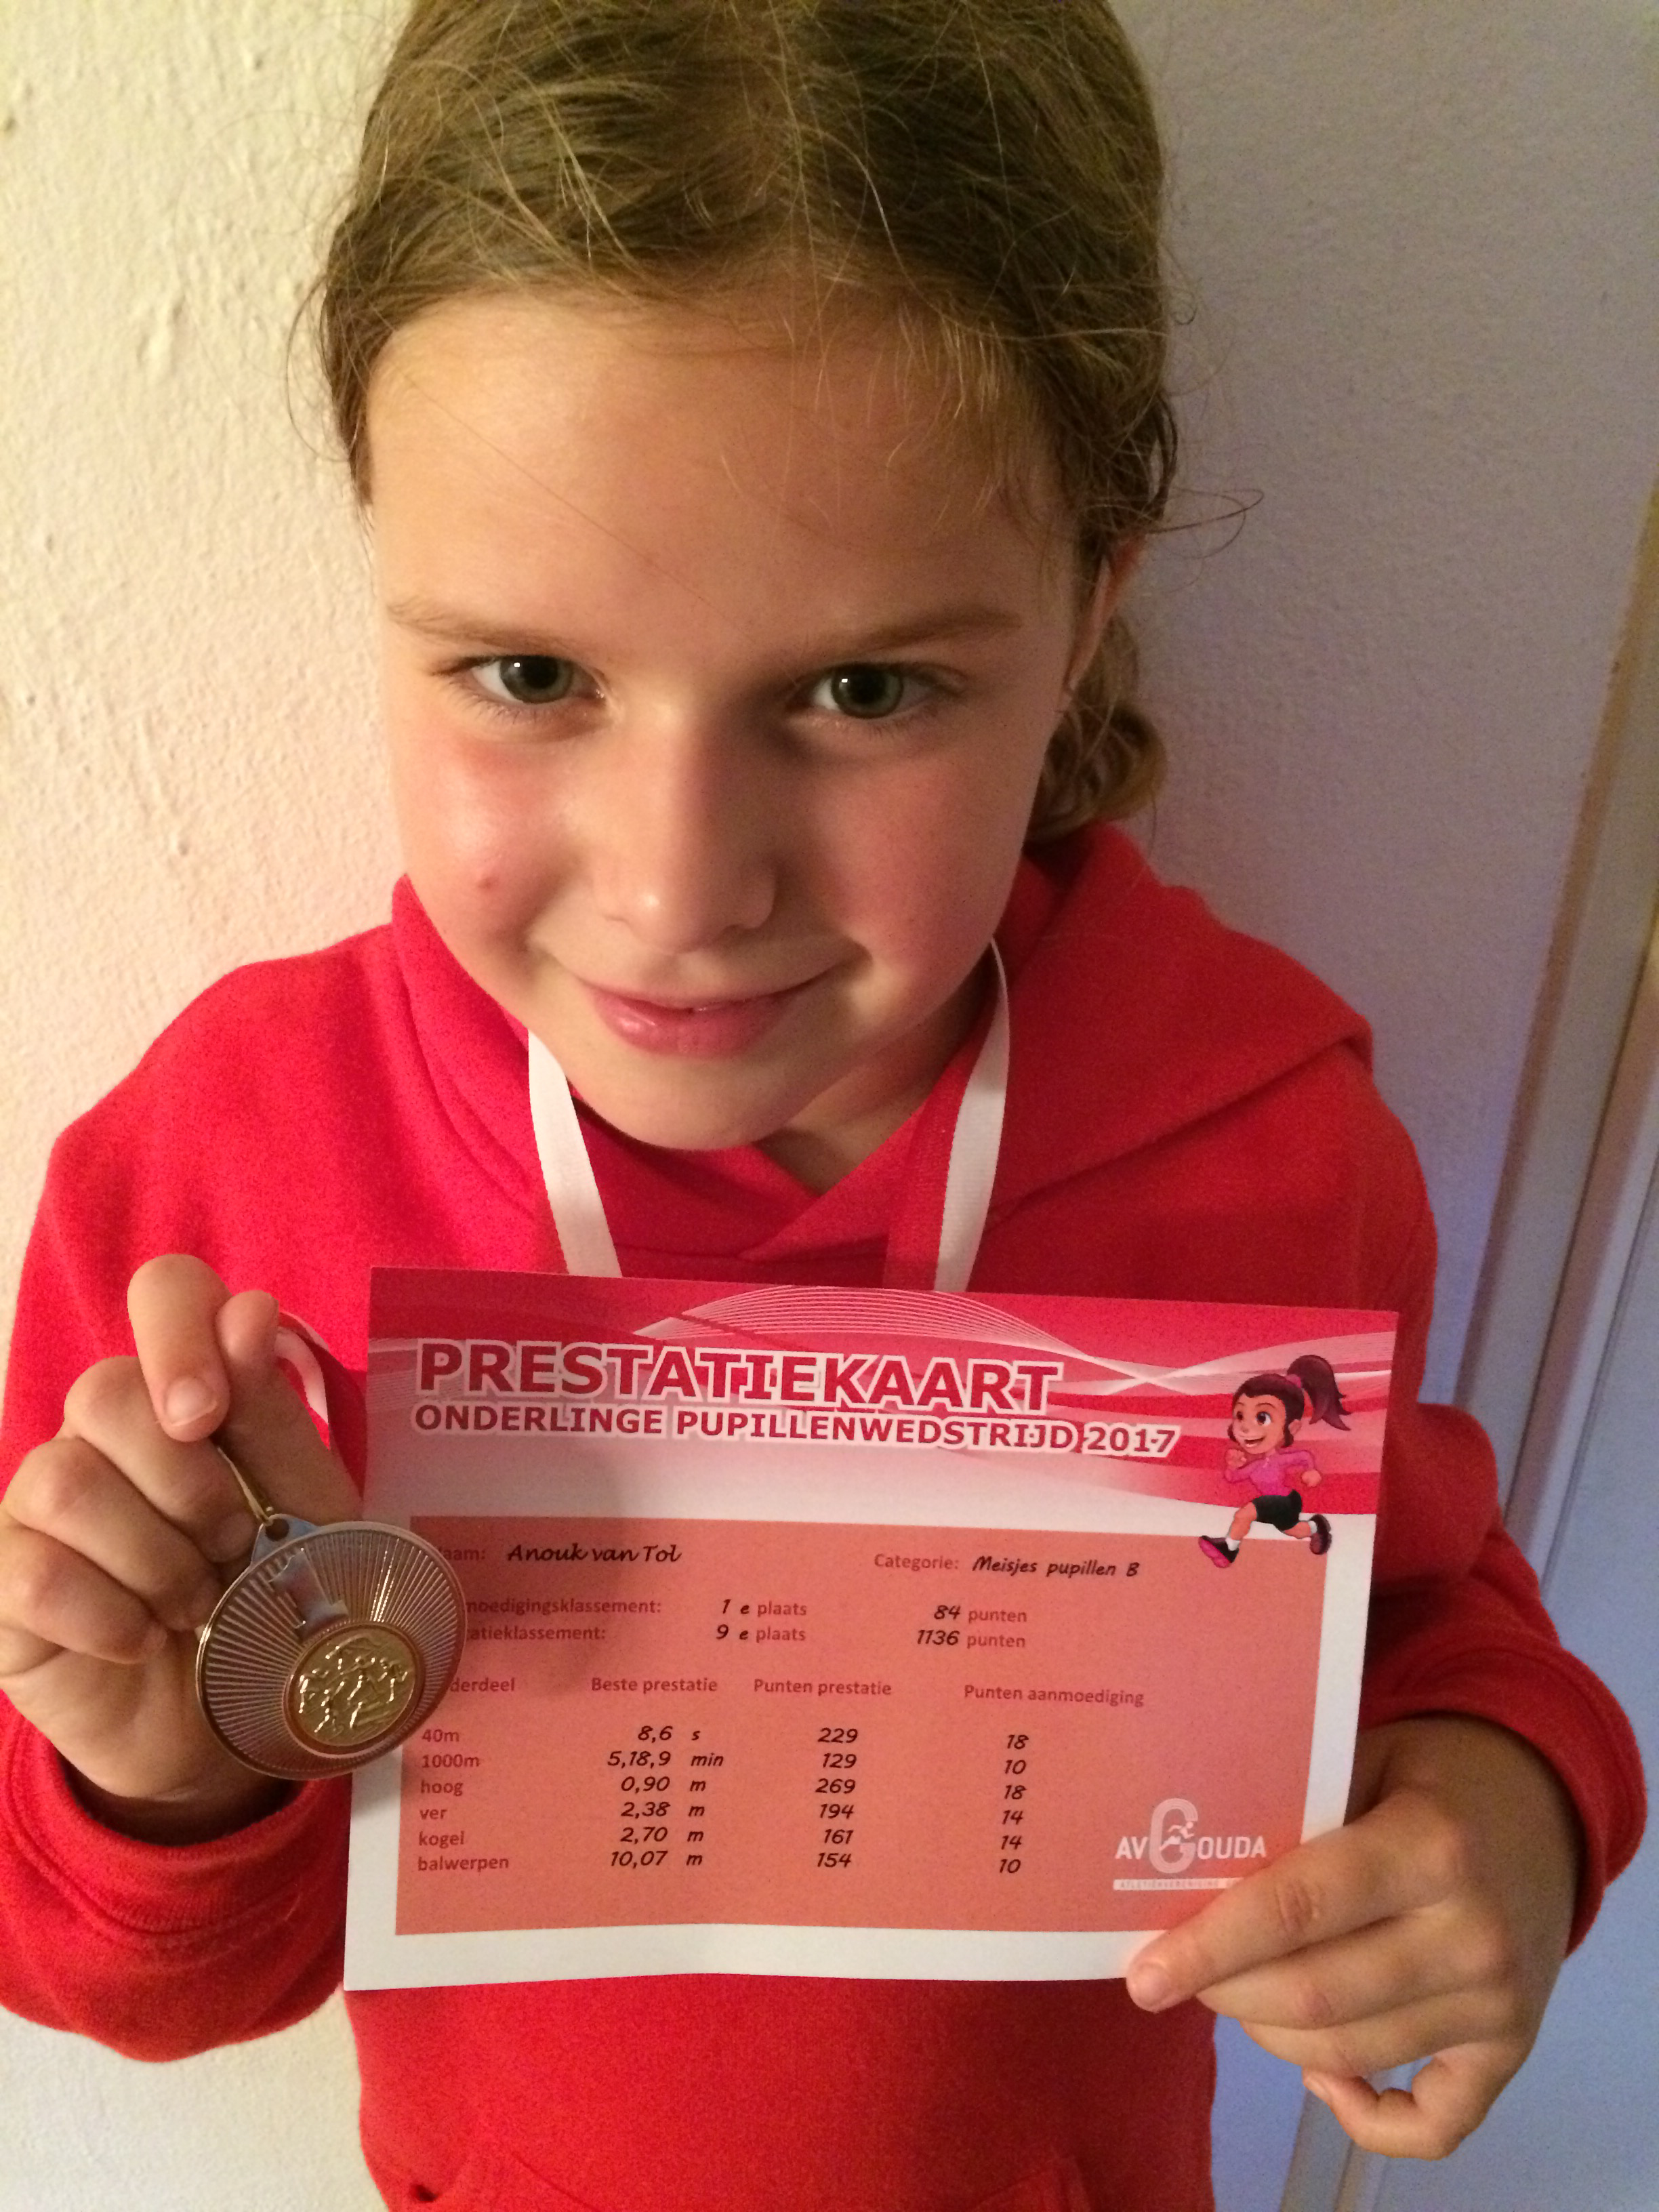 PRESTATIEKAART
ONDERLINGE PUPILLENWEDSTRIJD 2017
Anouk van Tol Categorie: Meisjes pupillen B
1 e plaats 84 punten
9 e plaats 1136 punten
Beste prestatie Punten prestatie Punten aanmoediging
40m 8,6 s 229 18
1000m 5,18,9 min 129 10
hoog 0,90 m 269 18
ver 2,38 m 194 14
kogel 2,70 m 161 14
balwerpen 10,07 m 154 10
AV GOUDA